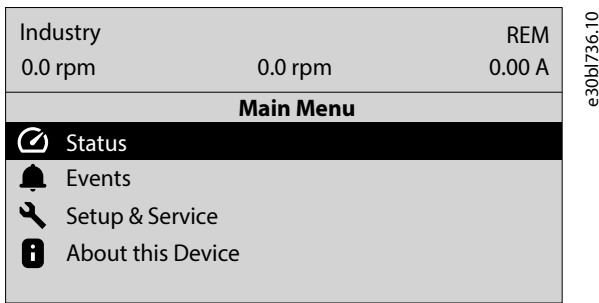 Industry REM
0.0 rpm 0.0 rpm 0.00 A
Main Menu
Status
Events
Setup & Service
About this Device
e30bl736.10